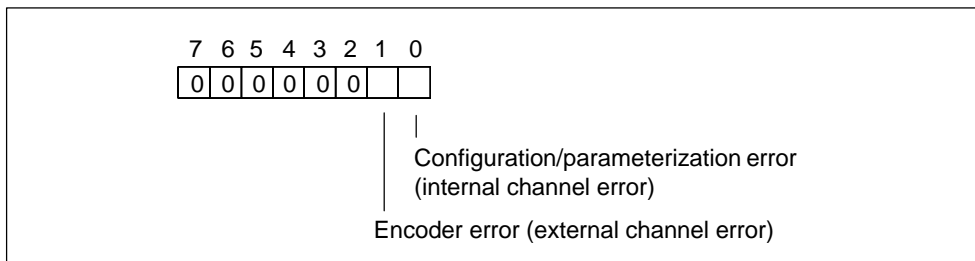 7 6 5 4 3 2 1 0
0 0 0 0 0 0
Configuration/parameterization error
(internal channel error)
Encoder error (external channel error)